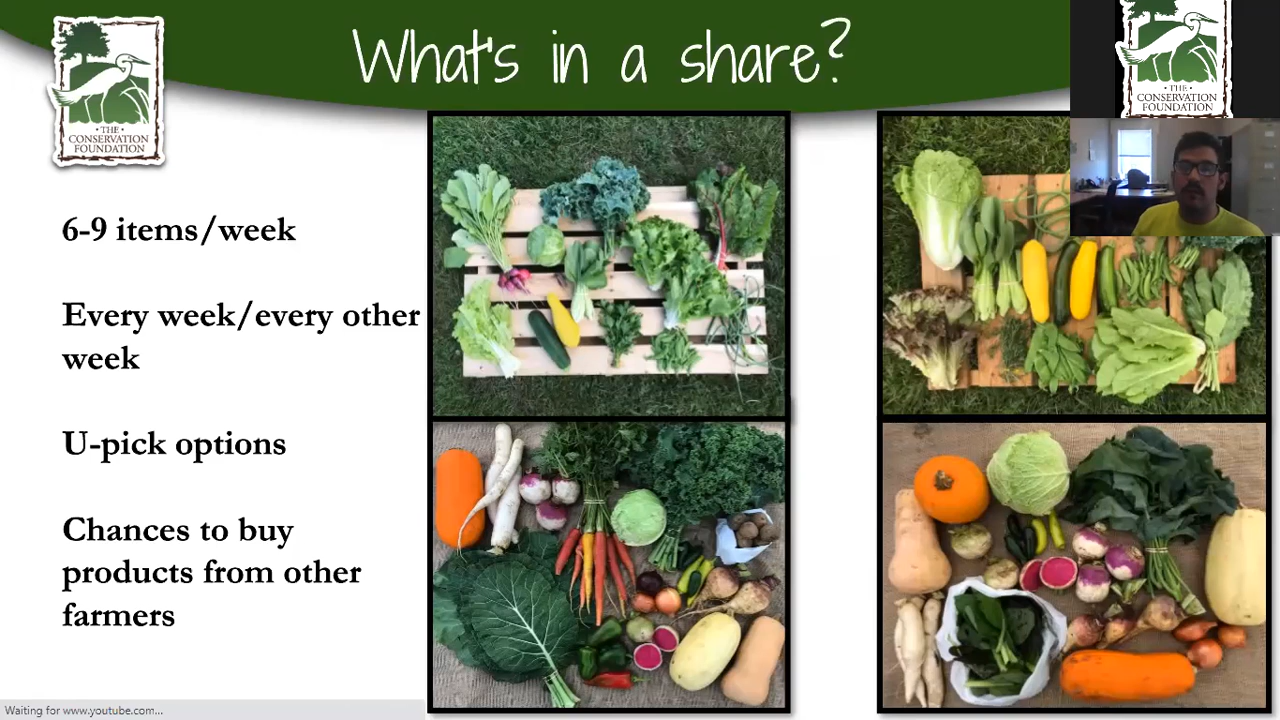 What's in a share?
• THE •
CONSERVATION
FOUNDATION
THE
CONSERVATION
FOUNDATION
6-9 items/week
Every week/every other
week
U-pick options
Chances to buy
products from other
farmers
Waiting for www.youtube.com...